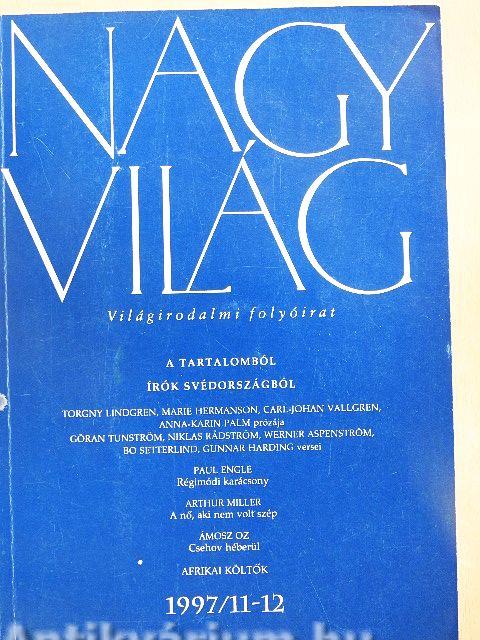 NAGY
VILÁG
Világirodalmi folyóirat
A TARTALOMBÓL
ÍRÓK SVÉDORSZÁGBÓL
TORGNY LINDGREN, MARIE HERMANSON, CARL-JOHAN VALLGREN,
ANNA-KARIN PALM prózája
GÖRAN TUNSTRÖM, NIKLAS RÅDSTRÖM, WERNER ASPENSTRÖM,
BO SETTERLIND, GUNNAR HARDING versei
PAUL ENGLE
Régimódi karácsony
ARTHUR MILLER
A nő, aki nem volt szép
ÁMOSZ OZ
Csehov héberül
AFRIKAI KÖLTŐK
1997/11-12
Antikvárium.hu